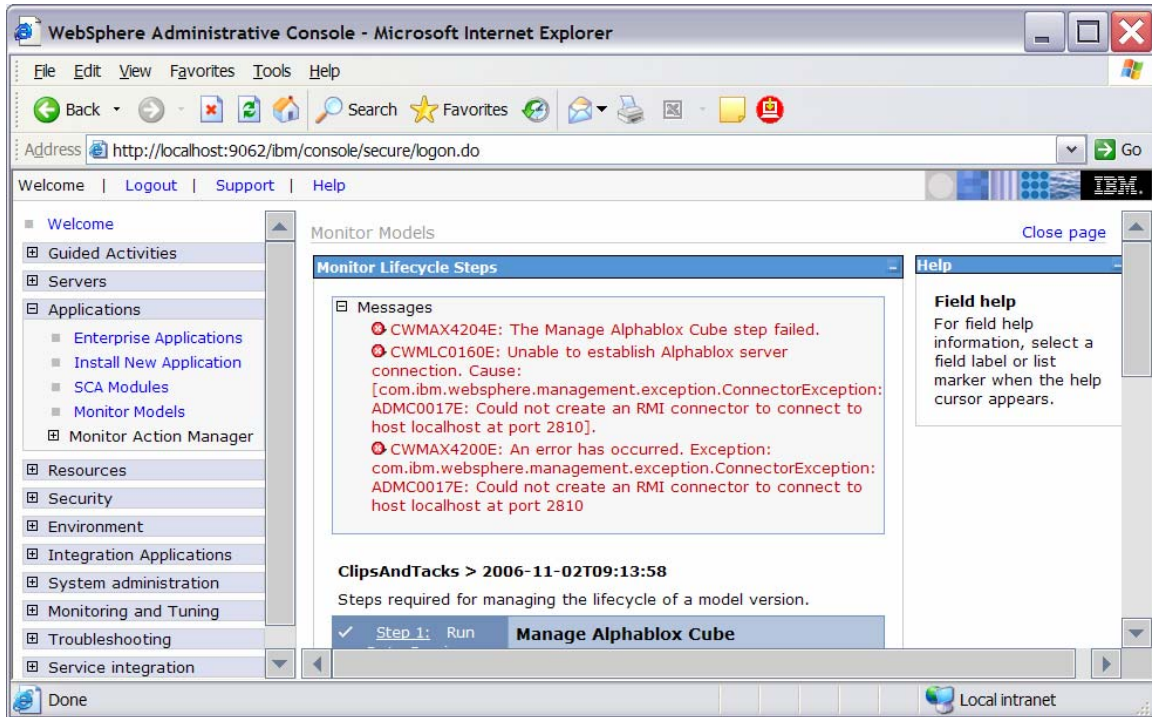 WebSphere Administrative Console - Microsoft Internet Explorer
File Edit View Favorites Tools Help
Back Search Favorites
Address http://localhost:9062/ibm/console/secure/logon.do Go
Welcome | Logout | Support | Help IBM.
Welcome
Guided Activities
Servers
Applications
Enterprise Applications
Install New Application
SCA Modules
Monitor Models
Monitor Action Manager
Resources
Security
Environment
Integration Applications
System administration
Monitoring and Tuning
Troubleshooting
Service integration
Monitor Models Close page
Monitor Lifecycle Steps
Messages
CWMAX4204E: The Manage Alphablox Cube step failed.
CWMLC0160E: Unable to establish Alphablox server
connection. Cause:
[com.ibm.websphere.management.exception.ConnectorException:
ADMC0017E: Could not create an RMI connector to connect to
host localhost at port 2810].
CWMAX4200E: An error has occurred. Exception:
com.ibm.websphere.management.exception.ConnectorException:
ADMC0017E: Could not create an RMI connector to connect to
host localhost at port 2810
ClipsAndTacks > 2006-11-02T09:13:58
Steps required for managing the lifecycle of a model version.
Step 1: Run
Manage Alphablox Cube
Help
Field help
For field help
information, select a
field label or list
marker when the help
cursor appears.
Done Local intranet